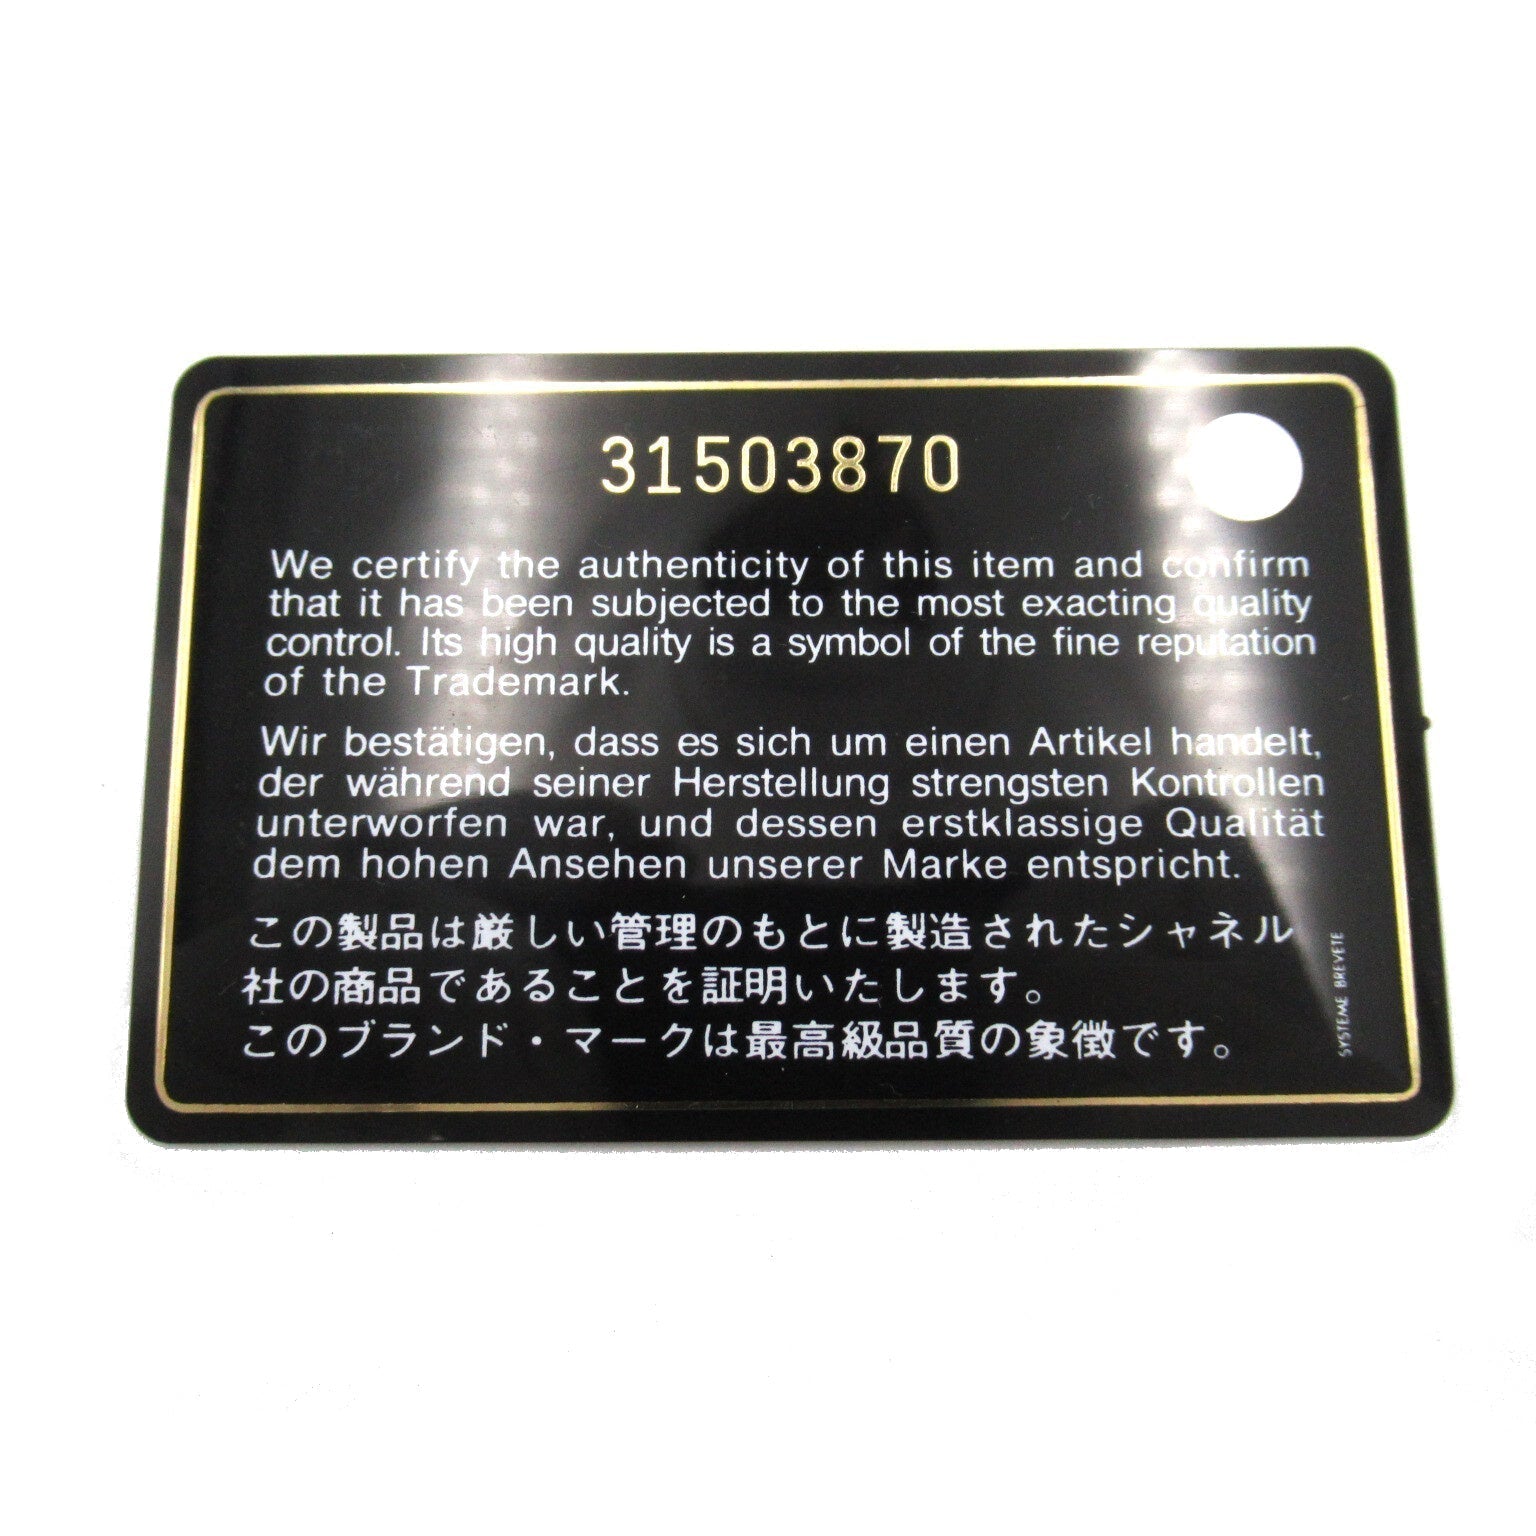 31503870
We certify the authenticity of this item and confirm
that it has been subjected to the most exacting quality
control. Its high quality is a symbol of the fine reputation
of the Trademark.
Wir bestätigen, dass es sich um einen Artikel handelt,
der während seiner Herstellung strengsten Kontrollen
unterworfen war, und dessen erstklassige Qualität
dem hohen Ansehen unserer Marke entspricht.
この製品は厳しい管理のもとに製造されたシャネル
社の商品であることを証明いたします。
このブランド・マークは最高級品質の象徴です。
SYSTEME BREVETE